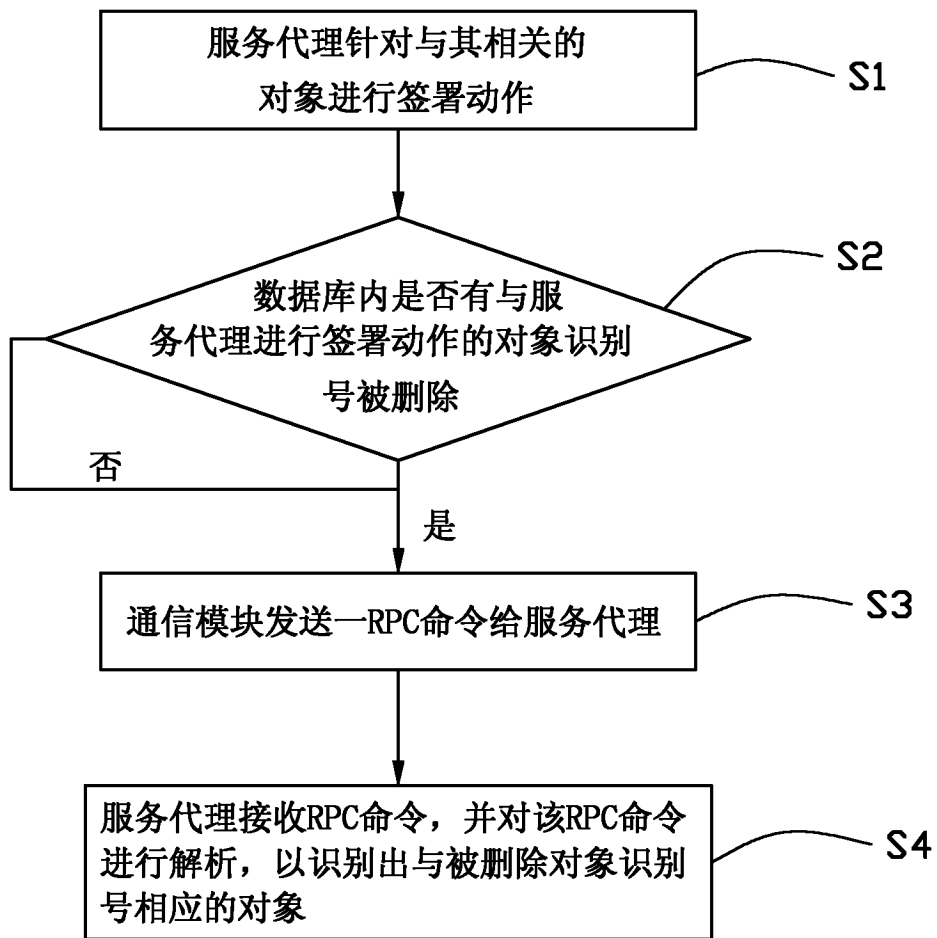 服务代理针对与其相关的
对象进行签署动作
S1
数据库内是否有与服
务代理进行签署动作的对象识别
号被删除
S2
否
是
通信模块发送一RPC命令给服务代理
S3
服务代理接收RPC命令，并对该RPC命令
进行解析，以识别出与被删除对象识别
号相应的对象
S4